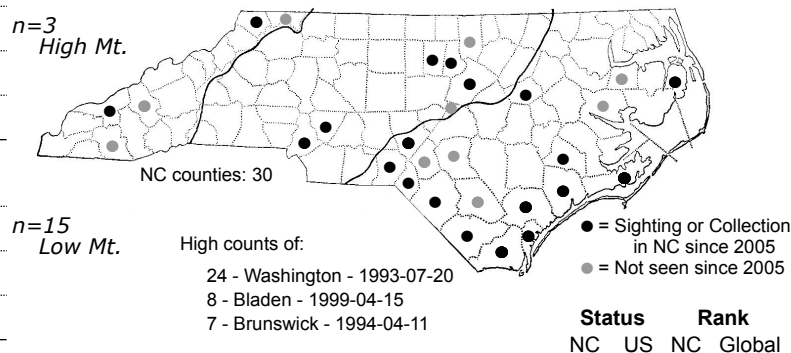 n=3
High Mt.
NC counties: 30
n=15
Low Mt.
High counts of:
24 - Washington - 1993-07-20
8 - Bladen - 1999-04-15
7 - Brunswick - 1994-04-11
● = Sighting or Collection
in NC since 2005
● = Not seen since 2005
Status Rank
NC US NC Global